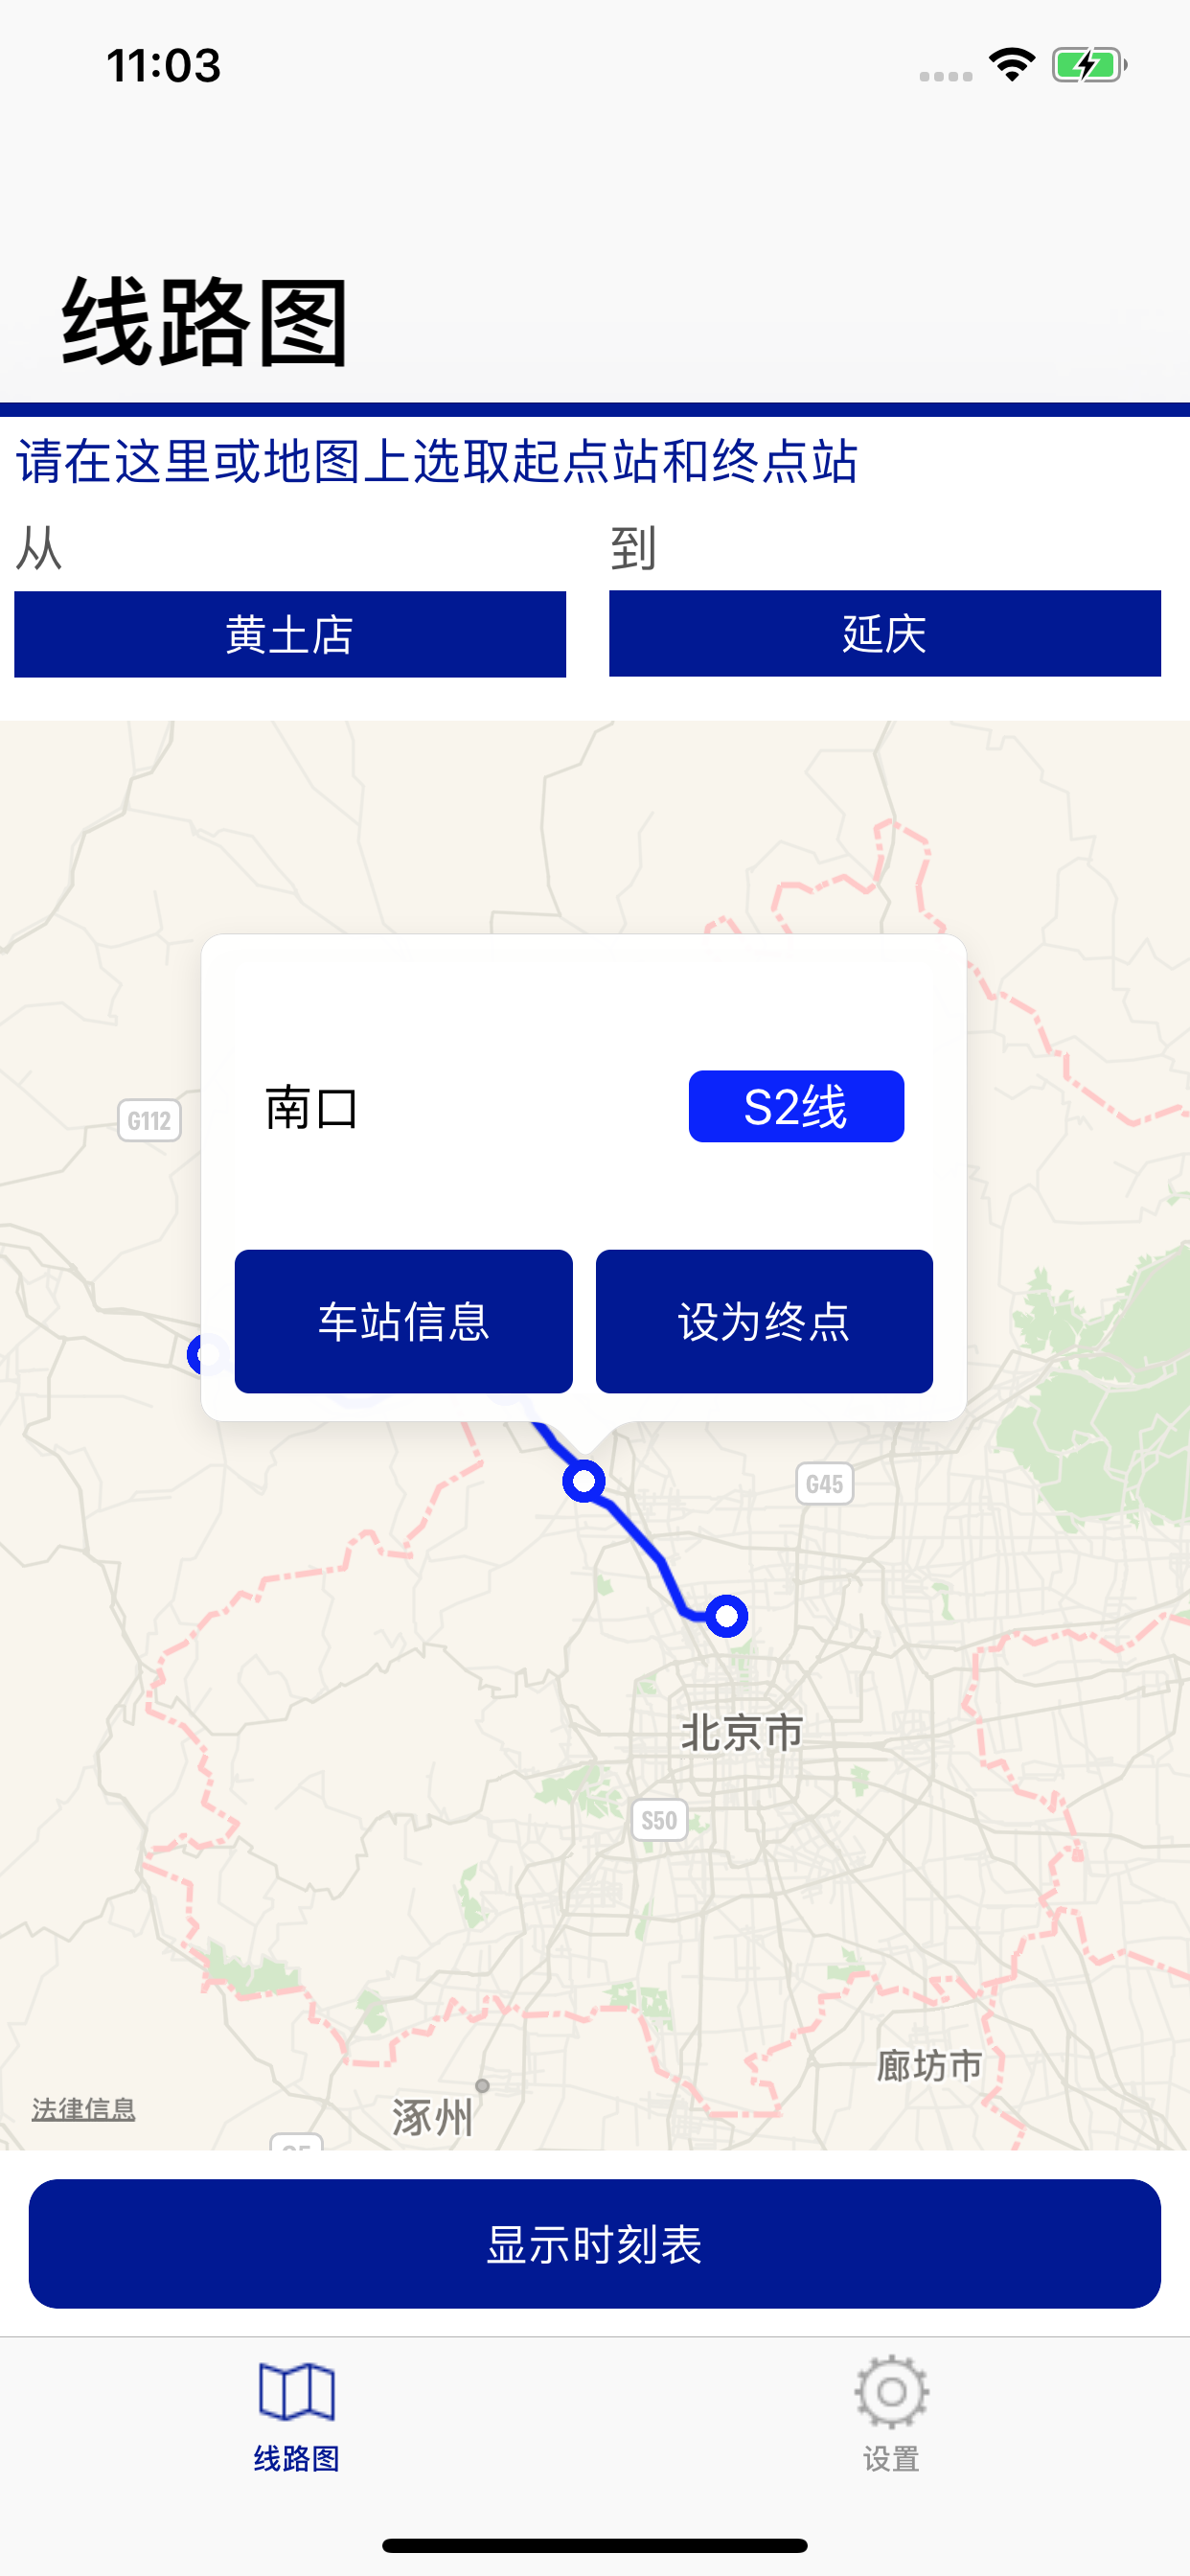 11:03
线路图
请在这里或地图上选取起点站和终点站
从
到
黄土店
延庆
G112
南口
S2线
车站信息
设为终点
G45
北京市
S50
廊坊市
法律信息
涿州
显示时刻表
线路图
设置